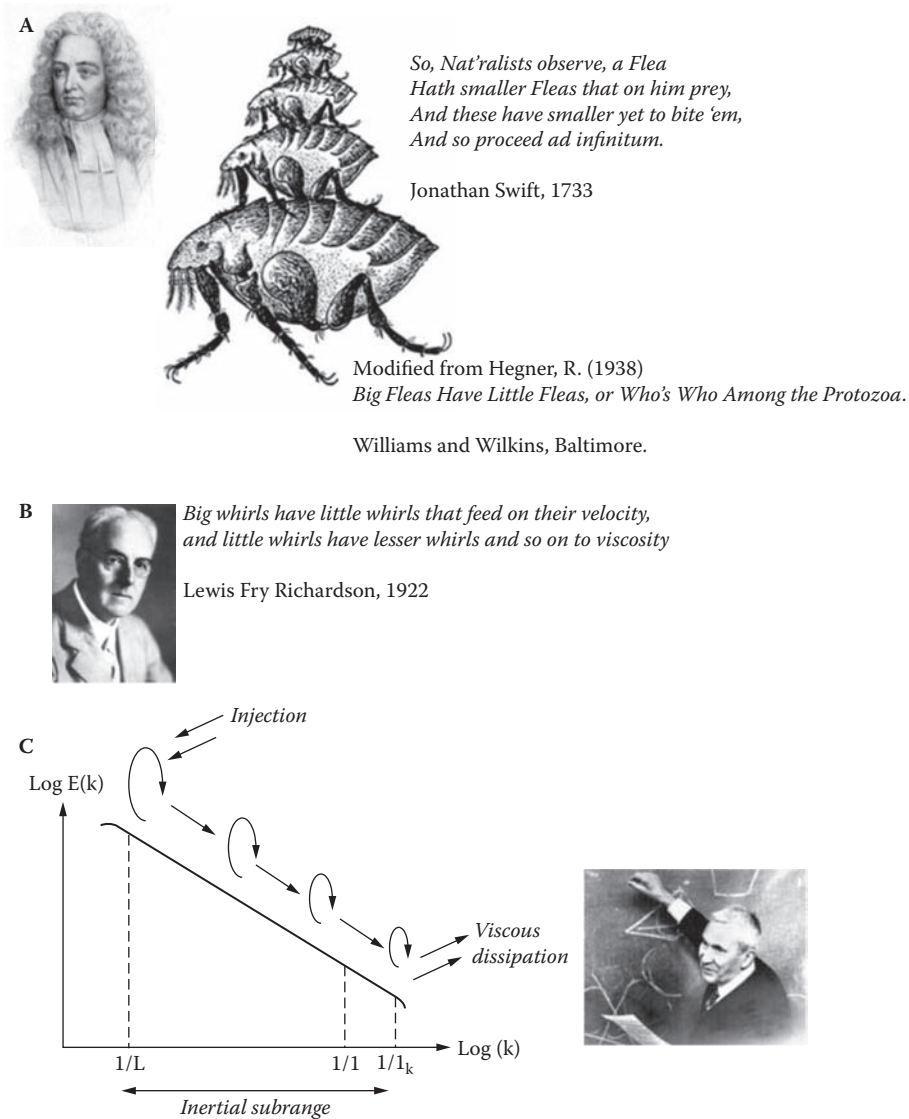 A
So, Nat'ralists observe, a Flea
Hath smaller Fleas that on him prey,
And these have smaller yet to bite ‘em,
And so proceed ad infinitum.
Jonathan Swift, 1733
Modified from Hegner, R. (1938)
Big Fleas Have Little Fleas, or Who's Who Among the Protozoa.
Williams and Wilkins, Baltimore.
B
Big whirls have little whirls that feed on their velocity,
and little whirls have lesser whirls and so on to viscosity
Lewis Fry Richardson, 1922
C
Injection
Log E(k)
Viscous
dissipation
Log (k)
1/L
1/1
1/1k
Inertial subrange